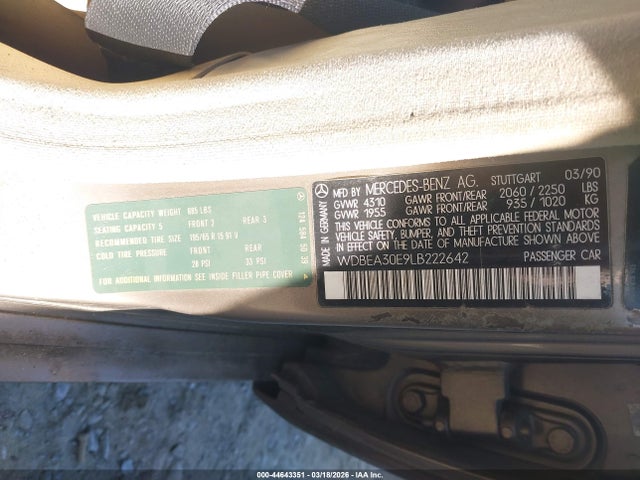 VEHICLE CAPACITY WEIGHT 885 LBS
SEATING CAPACITY 5 FRONT 2 REAR 3
RECOMMENDED TIRE SIZE 195/65 R 15 91 V
COLD TIRE PRESSURE FRONT REAR
28 PSI 33 PSI
FOR ADDITIONAL INFORMATION SEE INSIDE FILLER PIPE COVER
124 584 50 39
MADE IN GERMANY
MFD BY MERCEDES-BENZ AG. STUTTGART 03/90
GVWR 4310 GAWR FRONT/REAR 2060 / 2250 LBS
GVWR 1955 GAWR FRONT/REAR 935 / 1020 KG
THIS VEHICLE CONFORMS TO ALL APPLICABLE FEDERAL MOTOR VEHICLE
SAFETY, BUMPER, AND THEFT PREVENTION STANDARDS
IN EFFECT ON THE DATE OF MANUFACTURE SHOWN ABOVE.
WDBEA30E9LB222642 PASSENGER CAR
000-44643351 | 03/18/2026 - IAA Inc.